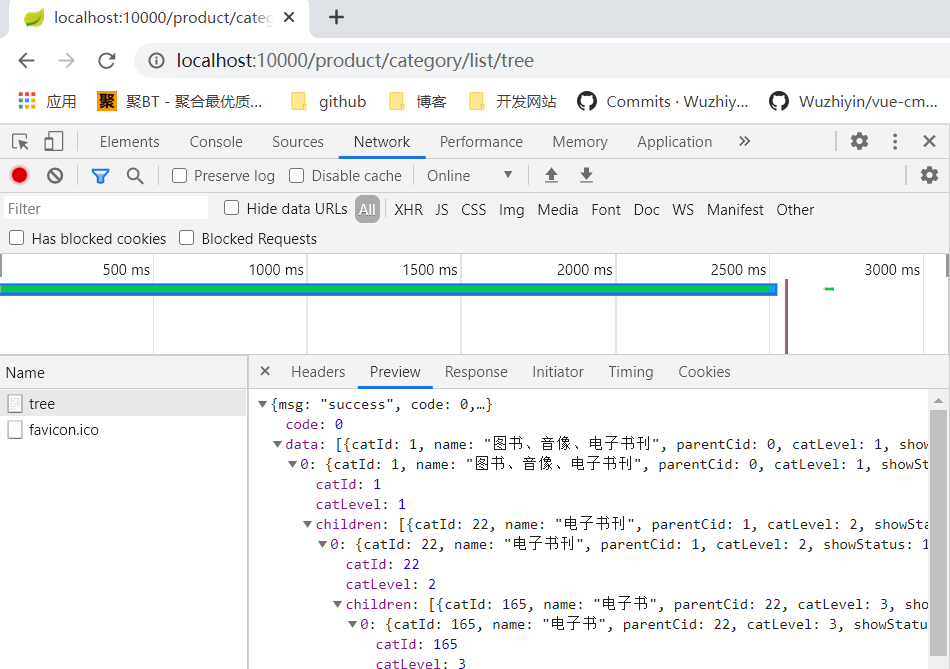 localhost:10000/product/categ
localhost:10000/product/category/list/tree
应用 聚 聚BT - 聚合最优质... github 博客 开发网站 Commits · Wuzhiy... Wuzhiyin/vue-cm...
Elements Console Sources Network Performance Memory Application »
Preserve log Disable cache Online
Filter Hide data URLs All XHR JS CSS Img Media Font Doc WS Manifest Other
Has blocked cookies Blocked Requests
500 ms 1000 ms 1500 ms 2000 ms 2500 ms 3000 ms
Name Headers Preview Response Initiator Timing Cookies
tree
favicon.ico
{msg: "success", code: 0,…}
code: 0
data: [{catId: 1, name: "图书、音像、电子书刊", parentCid: 0, catLevel: 1, show
0: {catId: 1, name: "图书、音像、电子书刊", parentCid: 0, catLevel: 1, showSt
catId: 1
catLevel: 1
children: [{catId: 22, name: "电子书刊", parentCid: 1, catLevel: 2, showStat
0: {catId: 22, name: "电子书刊", parentCid: 1, catLevel: 2, showStatus: 1
catId: 22
catLevel: 2
children: [{catId: 165, name: "电子书", parentCid: 22, catLevel: 3, sho
0: {catId: 165, name: "电子书", parentCid: 22, catLevel: 3, showStatu
catId: 165
catLevel: 3